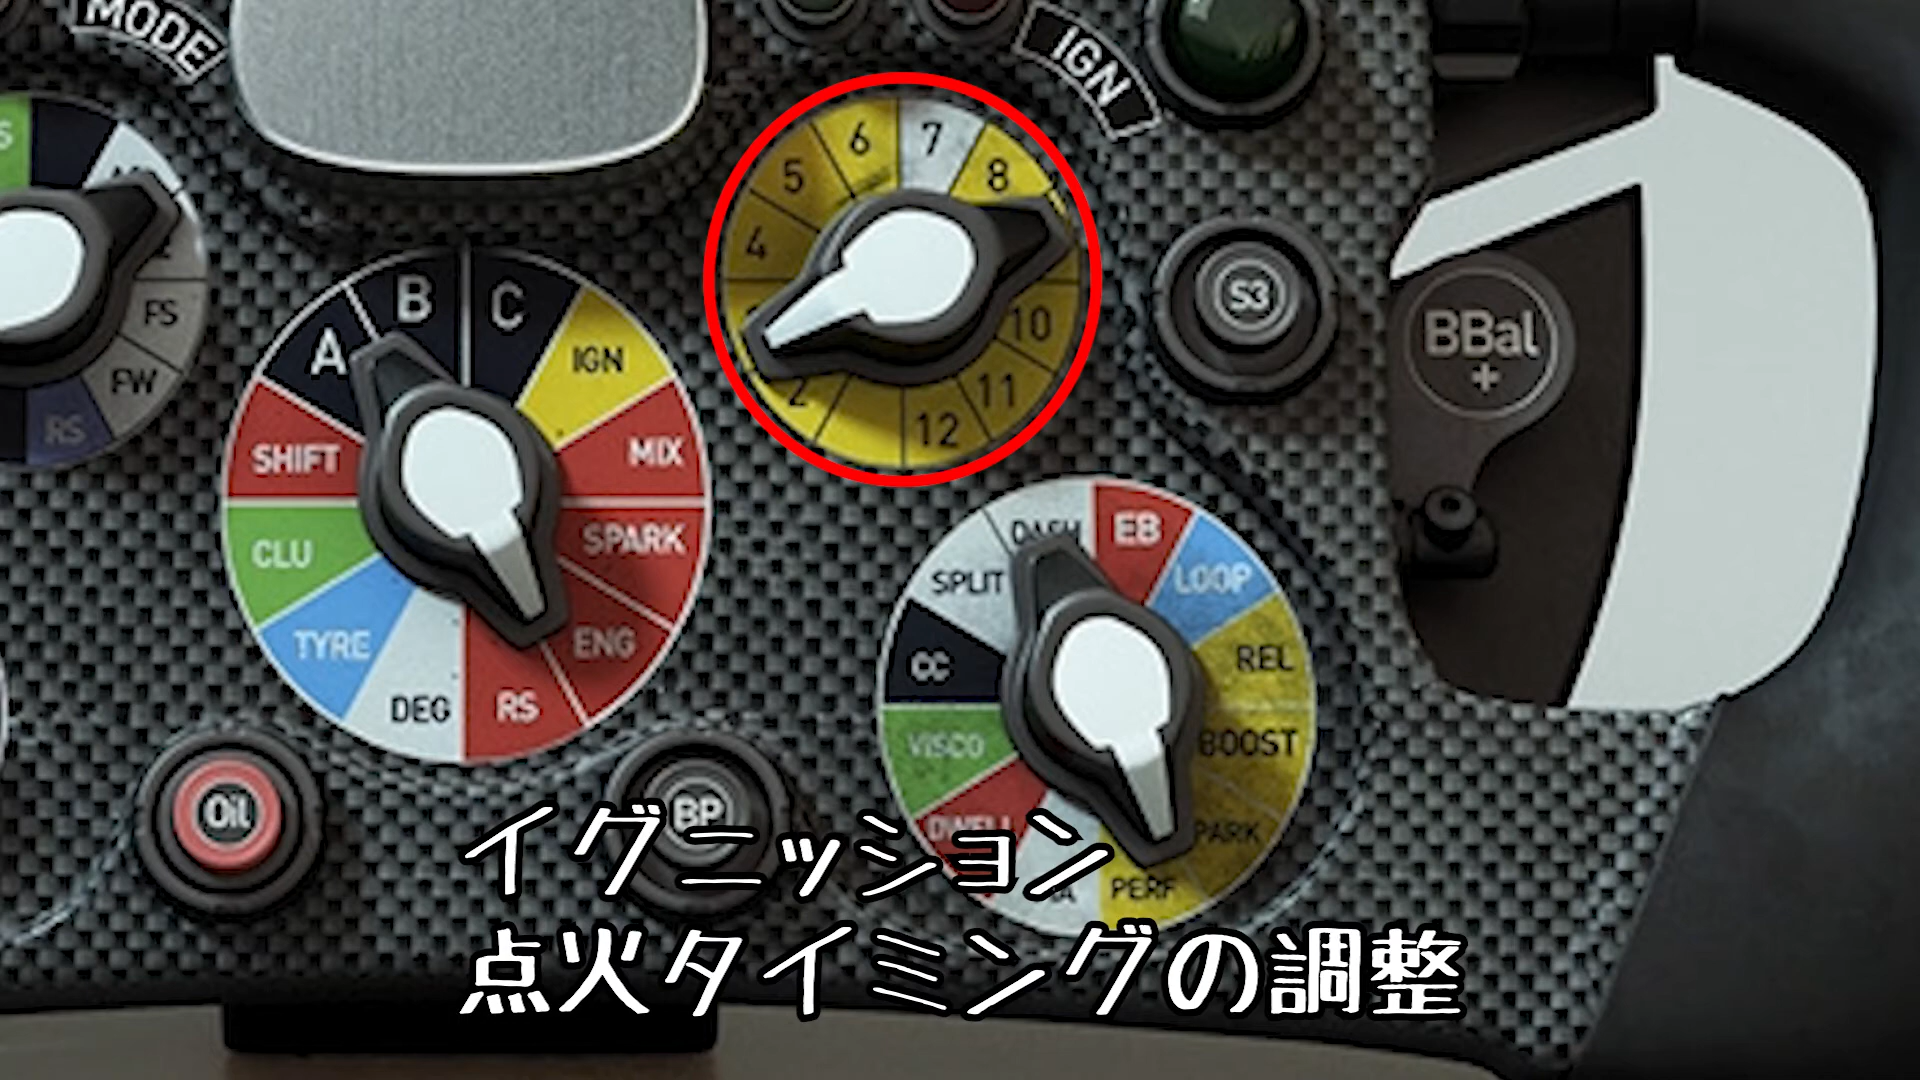 MODE
IGN
S
5
6
7
8
4
10
2
11
12
FS
FW
RS
A
B
C
IGN
SHIFT
MIX
CLU
SPARK
TYRE
ENG
DEG
RS
S3
BBal
+
DASH
EB
SPLIT
LOOP
CC
REL
VISCO
BOOST
DWELL
PARK
PERF
Oil
BP
イグニッション
点火タイミングの調整